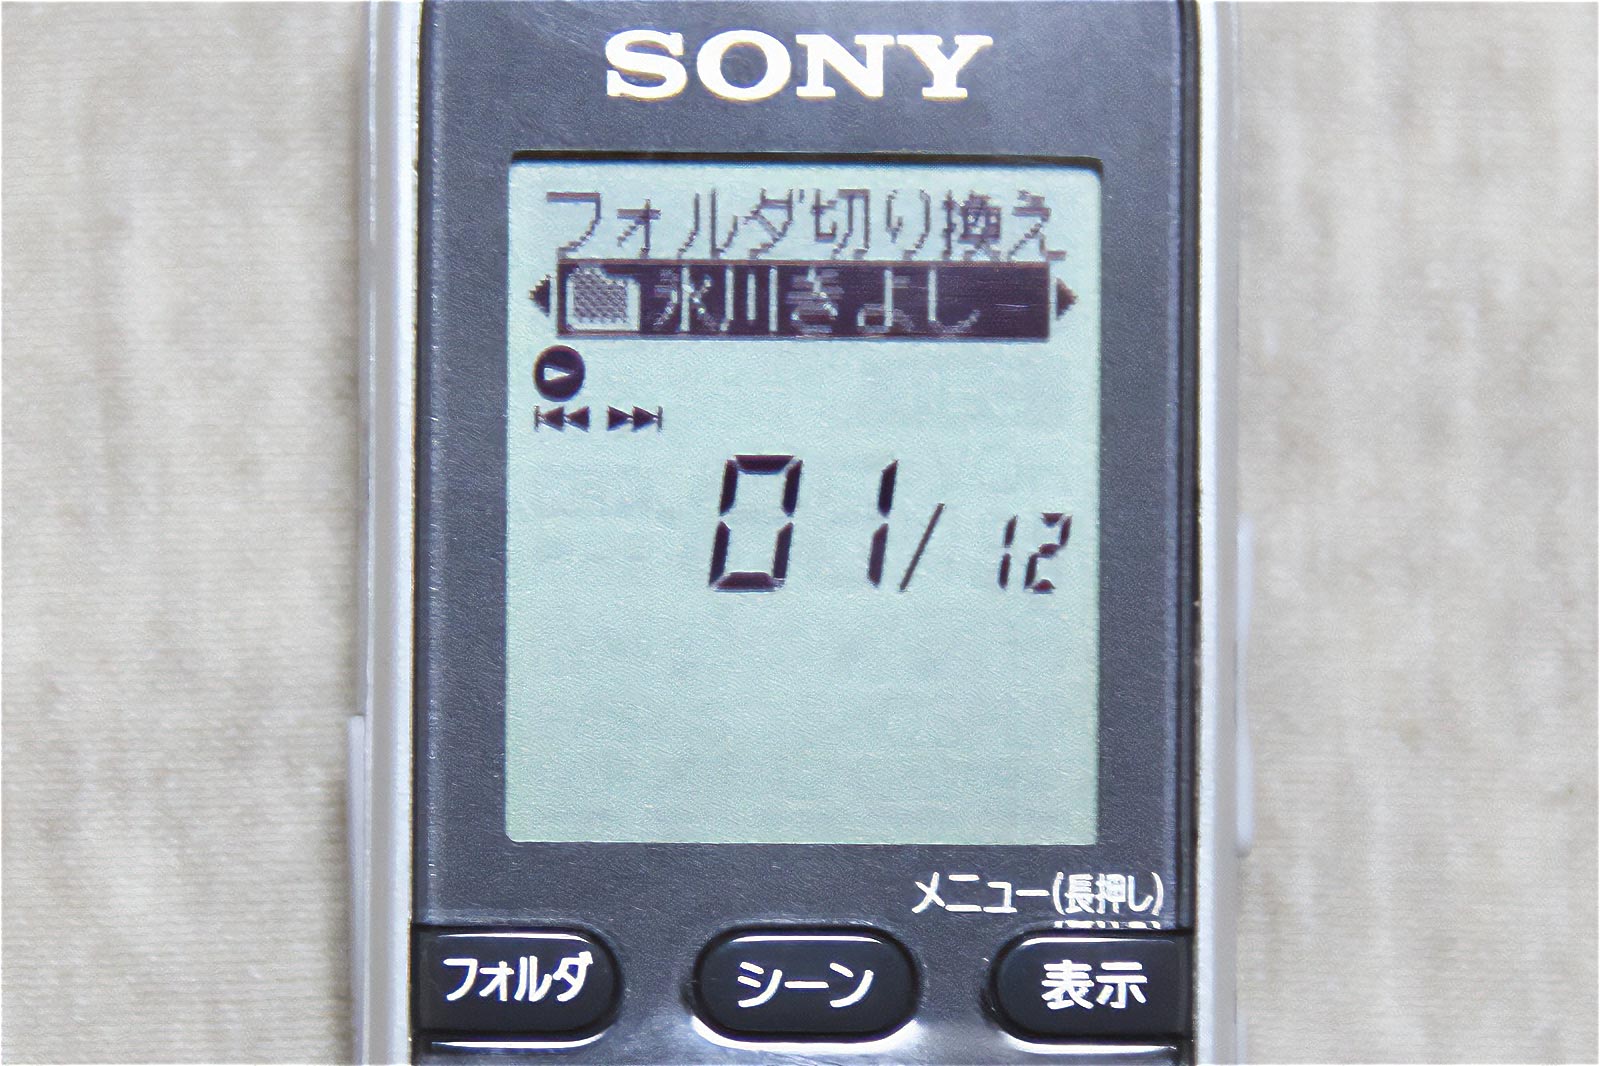 SONY
フォルダ切り換え
氷川きよし
01/12
メニュー(長押し)
フォルダ
シーン
表示